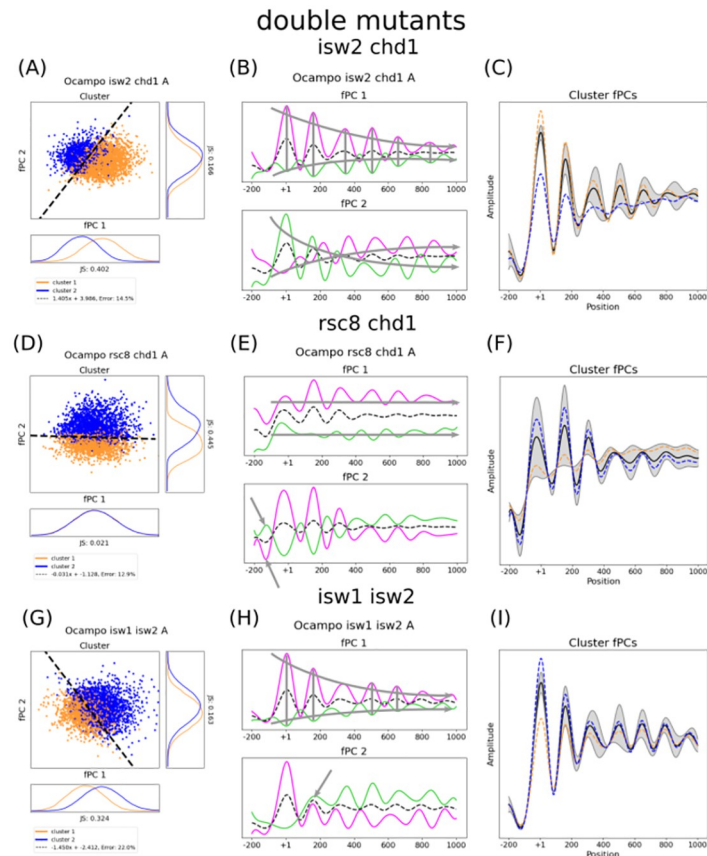 double mutants
isw2 chd1
(A)
Ocampo isw2 chd1 A
Cluster
fPC 2
JS: 0.166
fPC 1
JS: 0.402
cluster 1
cluster 2
1.405x + 3.986, Error: 14.5%
(B)
Ocampo isw2 chd1 A
fPC 1
-200 +1 200 400 600 800 1000
fPC 2
-200 +1 200 400 600 800 1000
(C)
Cluster fPCs
Amplitude
-200 +1 200 400 600 800 1000
Position
rsc8 chd1
(D)
Ocampo rsc8 chd1 A
Cluster
fPC 2
JS: 0.445
fPC 1
JS: 0.021
cluster 1
cluster 2
-0.031x + -1.128, Error: 12.9%
(E)
Ocampo rsc8 chd1 A
fPC 1
-200 +1 200 400 600 800 1000
fPC 2
-200 +1 200 400 600 800 1000
(F)
Cluster fPCs
Amplitude
-200 +1 200 400 600 800 1000
Position
isw1 isw2
(G)
Ocampo isw1 isw2 A
Cluster
fPC 2
JS: 0.163
fPC 1
JS: 0.324
cluster 1
cluster 2
-1.450x + -2.412, Error: 22.0%
(H)
Ocampo isw1 isw2 A
fPC 1
-200 +1 200 400 600 800 1000
fPC 2
-200 +1 200 400 600 800 1000
(I)
Cluster fPCs
Amplitude
-200 +1 200 400 600 800 1000
Position